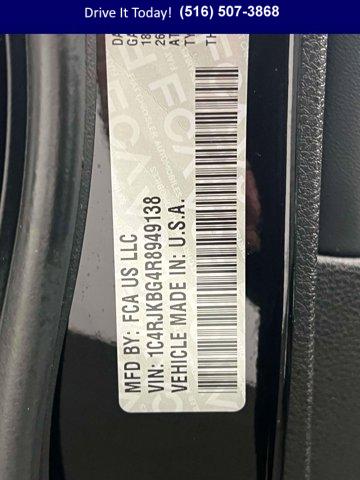 Drive It Today! (516) 507-3868
MFD BY: FCA US LLC
VIN: 1C4RJKBG4R8949138
VEHICLE MADE IN: U.S.A.